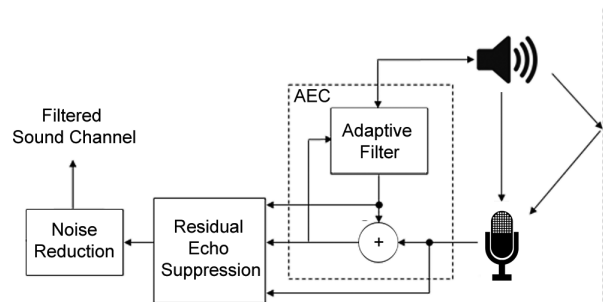 AEC
Adaptive
Filter
Filtered
Sound Channel
Noise
Reduction
Residual
Echo
Suppression
+